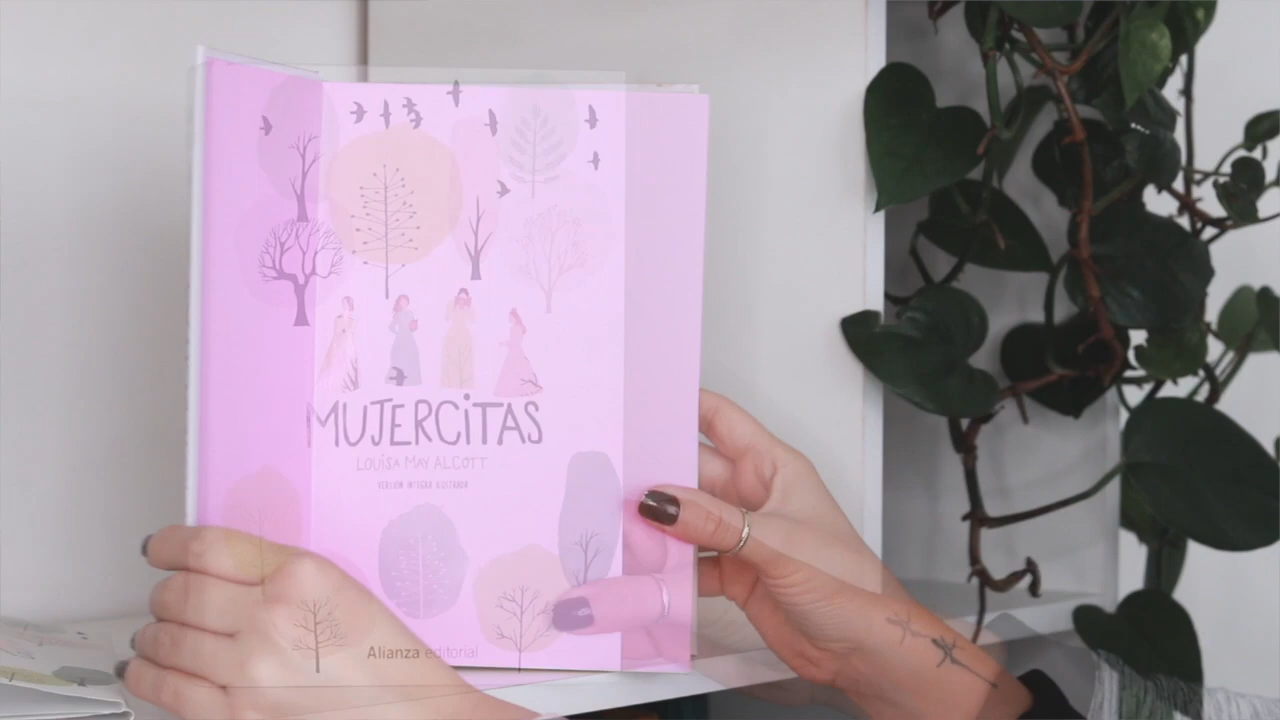 MUJERCiTAS
LOUiSA MAY ALCOTT
VERSIÓN ÍNTEGRA ILUSTRADA
Alianza editorial